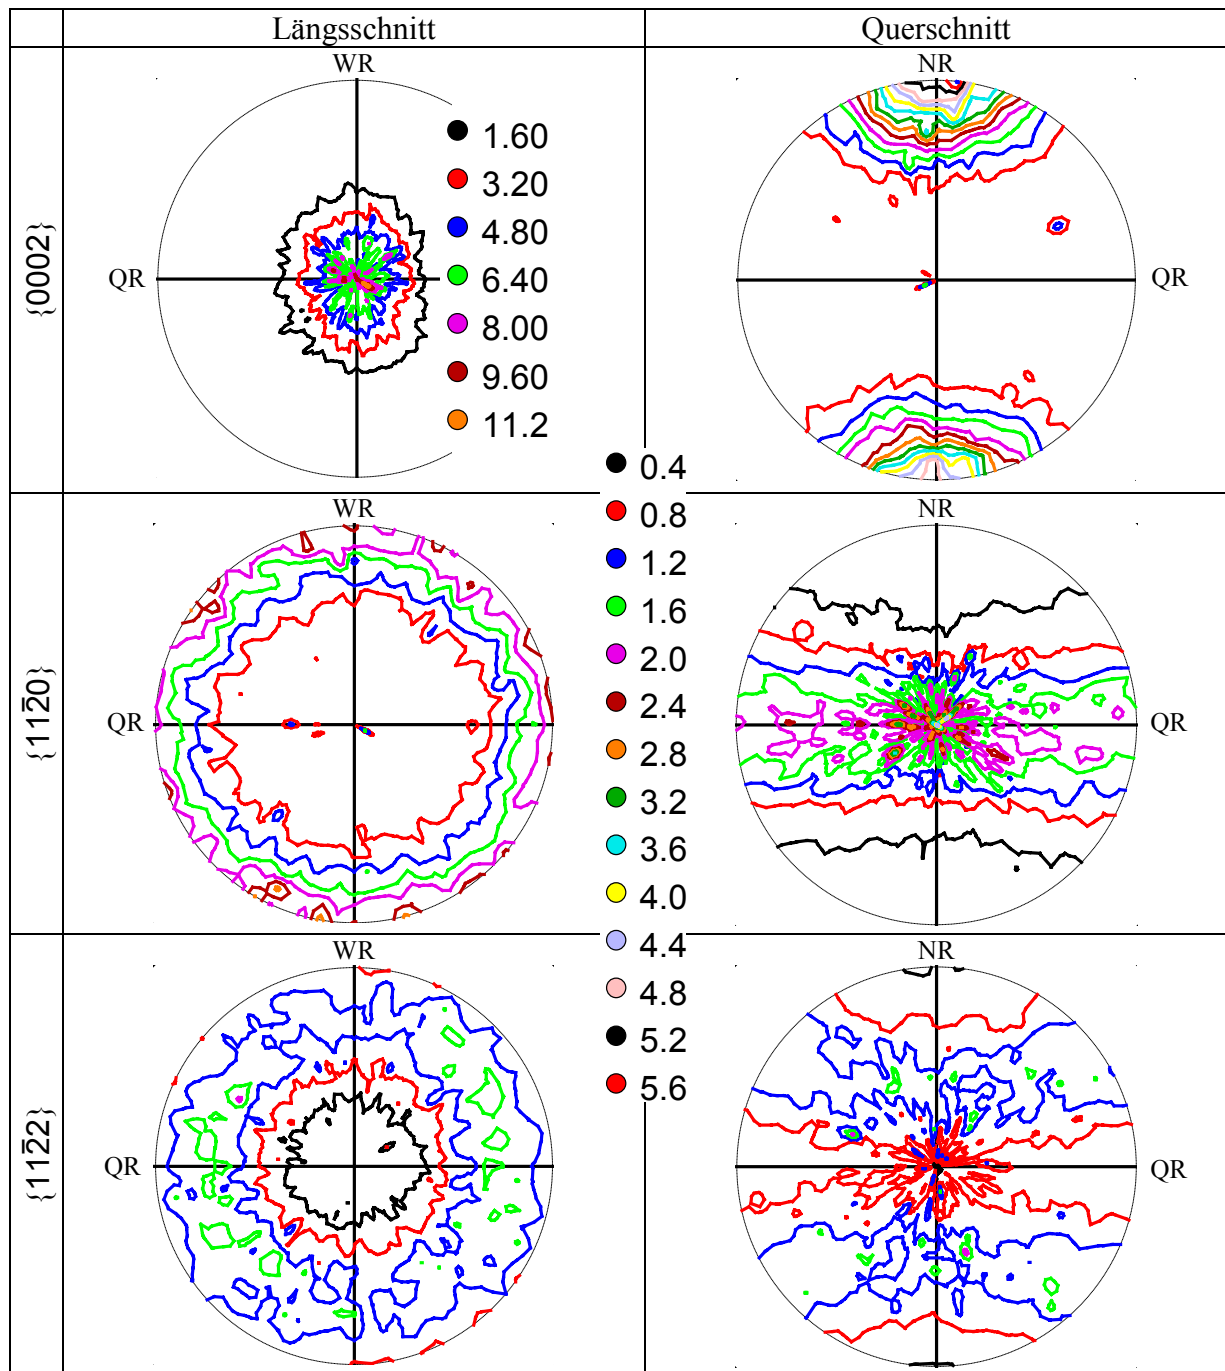 Längsschnitt
Querschnitt
{0002}
WR
QR
1.60
3.20
4.80
6.40
8.00
9.60
11.2
NR
QR
0.4
0.8
1.2
1.6
2.0
2.4
2.8
3.2
3.6
4.0
4.4
4.8
5.2
5.6
{112̅0}
WR
QR
NR
QR
{112̅2}
WR
QR
NR
QR